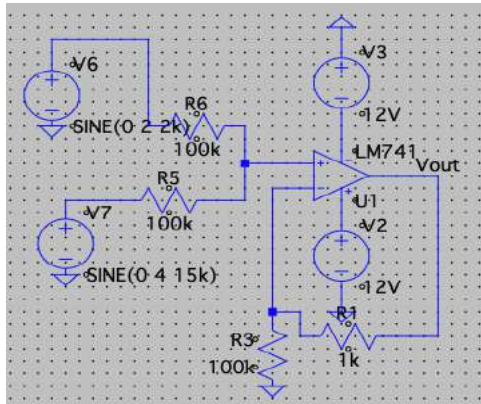 V6
SINE(0 2 2k)
R6
100k
V3
12V
LM741
Vout
U1
R5
100k
V7
SINE(0 4 15k)
V2
12V
R1
1k
R3
100k